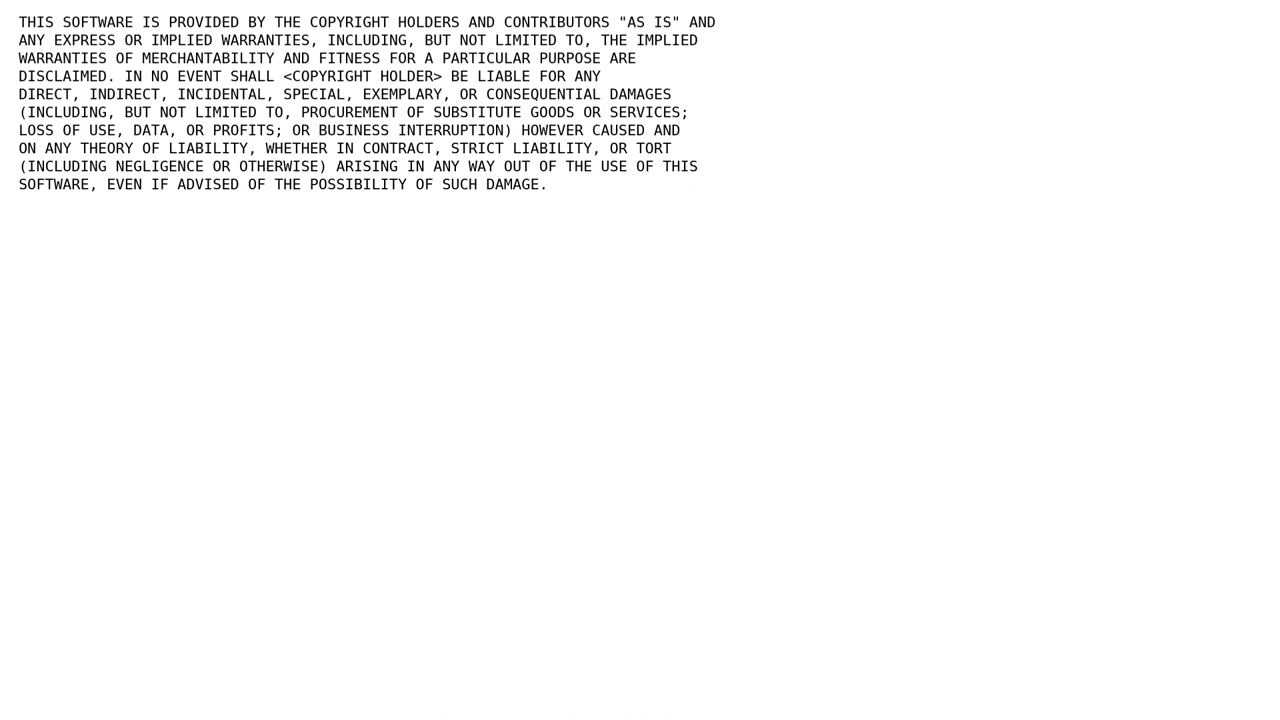 THIS SOFTWARE IS PROVIDED BY THE COPYRIGHT HOLDERS AND CONTRIBUTORS "AS IS" AND
ANY EXPRESS OR IMPLIED WARRANTIES, INCLUDING, BUT NOT LIMITED TO, THE IMPLIED
WARRANTIES OF MERCHANTABILITY AND FITNESS FOR A PARTICULAR PURPOSE ARE
DISCLAIMED. IN NO EVENT SHALL <COPYRIGHT HOLDER> BE LIABLE FOR ANY
DIRECT, INDIRECT, INCIDENTAL, SPECIAL, EXEMPLARY, OR CONSEQUENTIAL DAMAGES
(INCLUDING, BUT NOT LIMITED TO, PROCUREMENT OF SUBSTITUTE GOODS OR SERVICES;
LOSS OF USE, DATA, OR PROFITS; OR BUSINESS INTERRUPTION) HOWEVER CAUSED AND
ON ANY THEORY OF LIABILITY, WHETHER IN CONTRACT, STRICT LIABILITY, OR TORT
(INCLUDING NEGLIGENCE OR OTHERWISE) ARISING IN ANY WAY OUT OF THE USE OF THIS
SOFTWARE, EVEN IF ADVISED OF THE POSSIBILITY OF SUCH DAMAGE.